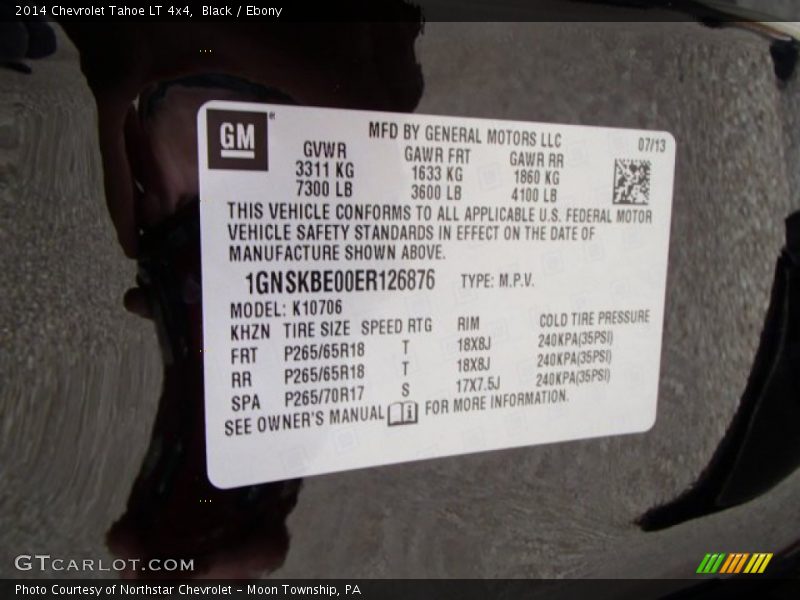 2014 Chevrolet Tahoe LT 4x4, Black / Ebony
GM®
MFD BY GENERAL MOTORS LLC
07/13
GVWR GAWR FRT GAWR RR
3311 KG 1633 KG 1860 KG
7300 LB 3600 LB 4100 LB
THIS VEHICLE CONFORMS TO ALL APPLICABLE U.S. FEDERAL MOTOR
VEHICLE SAFETY STANDARDS IN EFFECT ON THE DATE OF
MANUFACTURE SHOWN ABOVE.
1GNSKBE00ER126876 TYPE: M.P.V.
MODEL: K10706
KHZN TIRE SIZE SPEED RTG RIM COLD TIRE PRESSURE
FRT P265/65R18 T 18X8J 240KPA(35PSI)
RR P265/65R18 T 18X8J 240KPA(35PSI)
SPA P265/70R17 S 17X7.5J 240KPA(35PSI)
SEE OWNER'S MANUAL i FOR MORE INFORMATION.
GTCARLOT.COM
Photo Courtesy of Northstar Chevrolet - Moon Township, PA